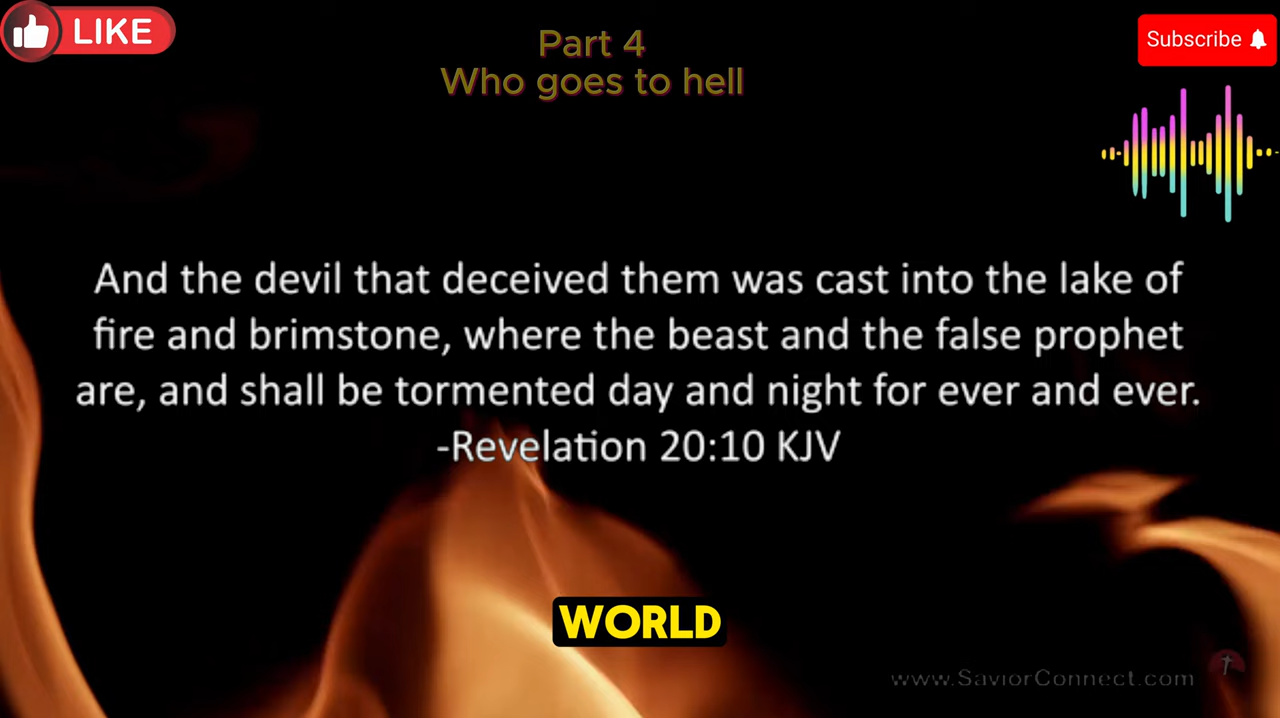 LIKE
Part 4
Who goes to hell
Subscribe
And the devil that deceived them was cast into the lake of
fire and brimstone, where the beast and the false prophet
are, and shall be tormented day and night for ever and ever.
-Revelation 20:10 KJV
WORLD
www.SaviorConnect.com